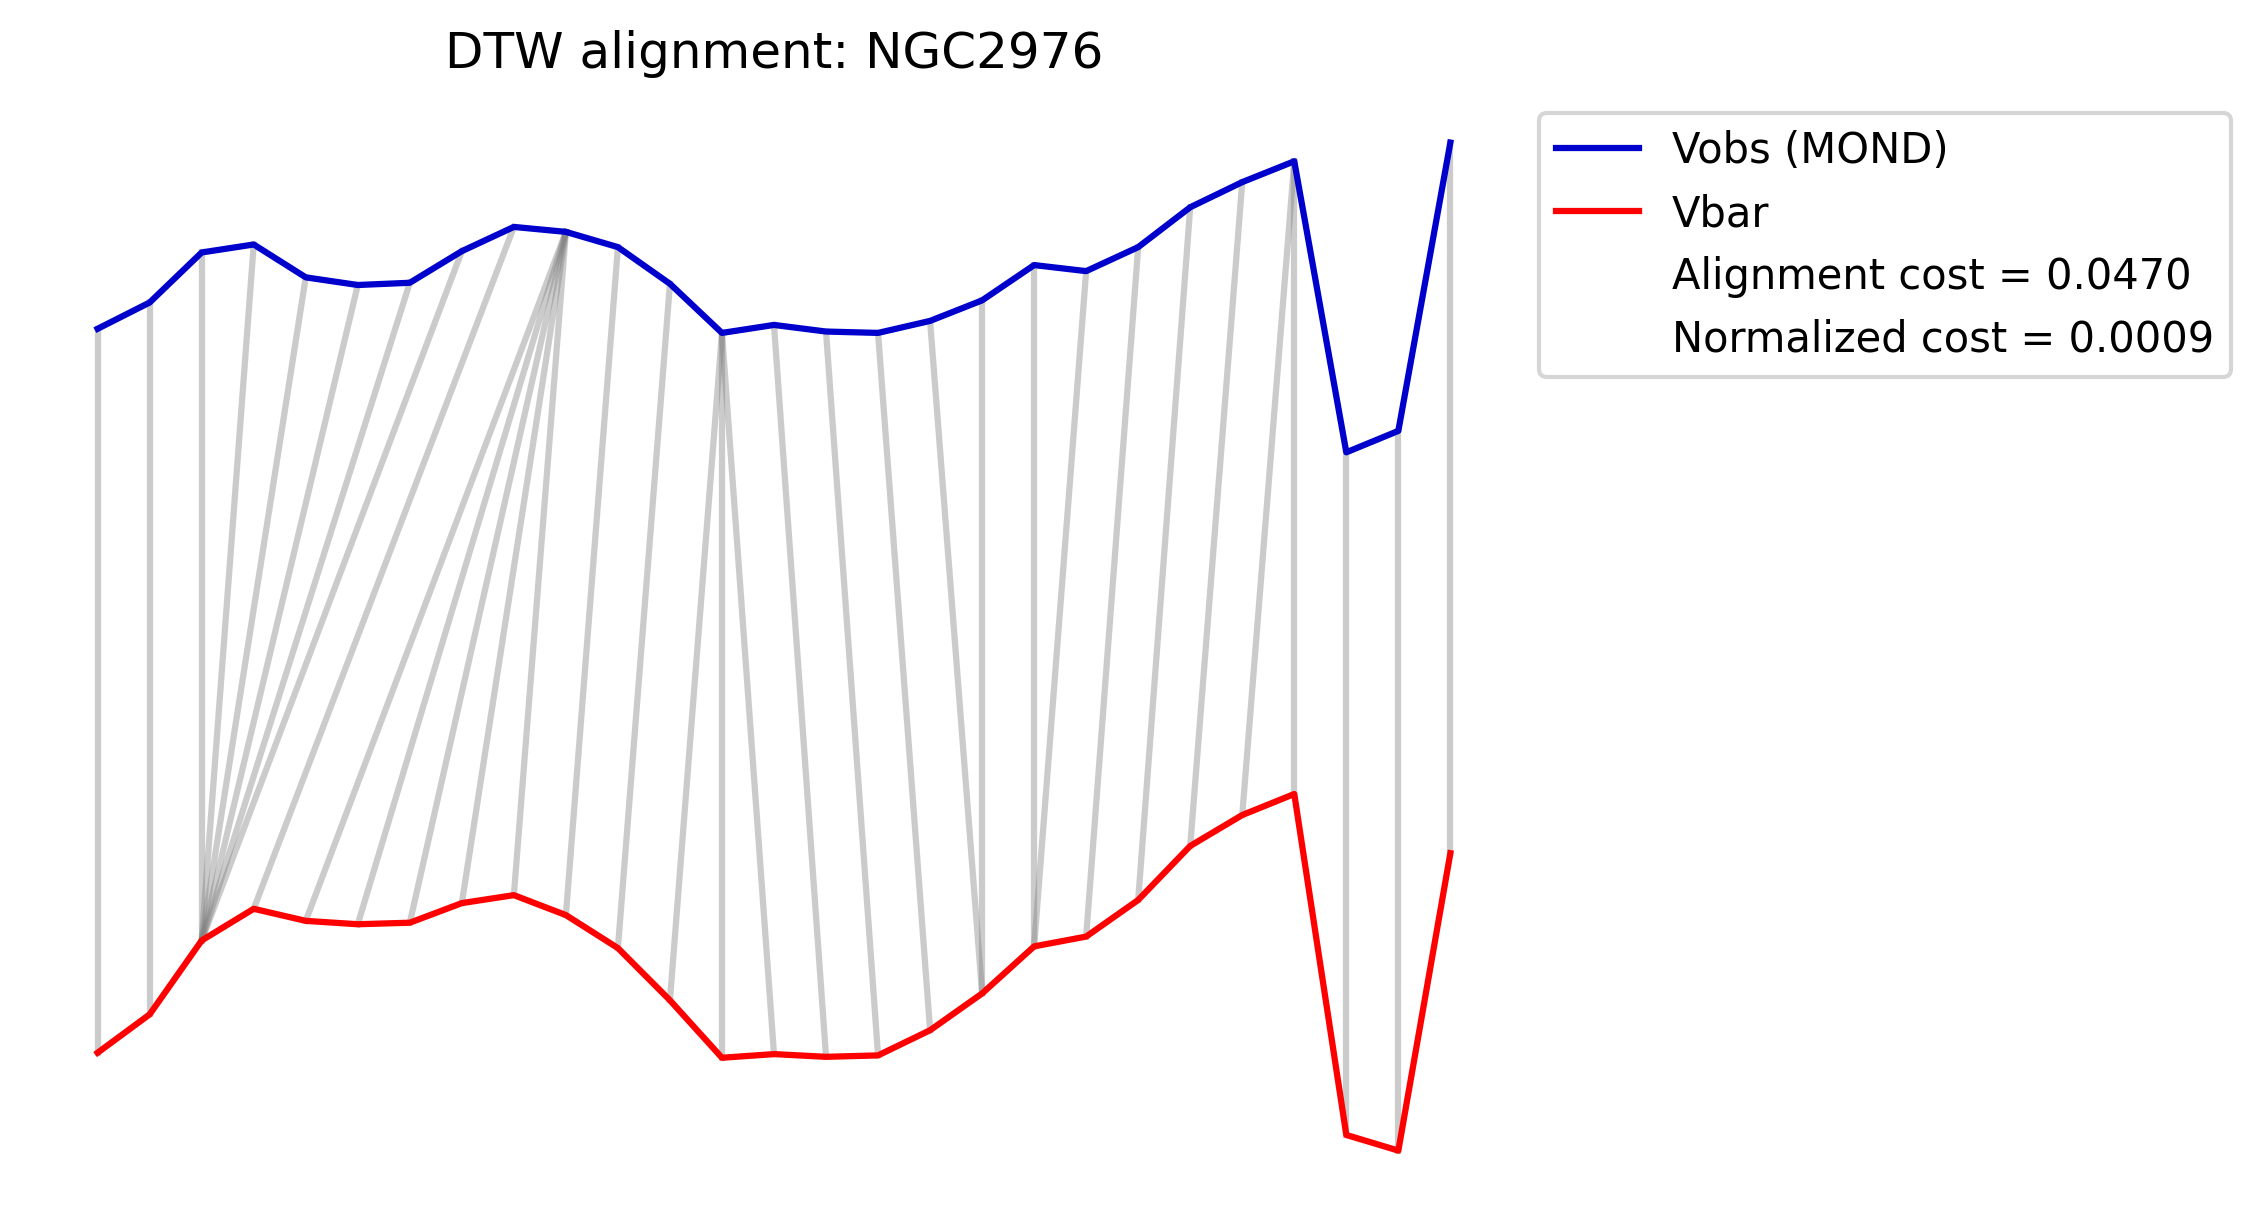 DTW alignment: NGC2976
Vobs (MOND)
Vbar
Alignment cost = 0.0470
Normalized cost = 0.0009